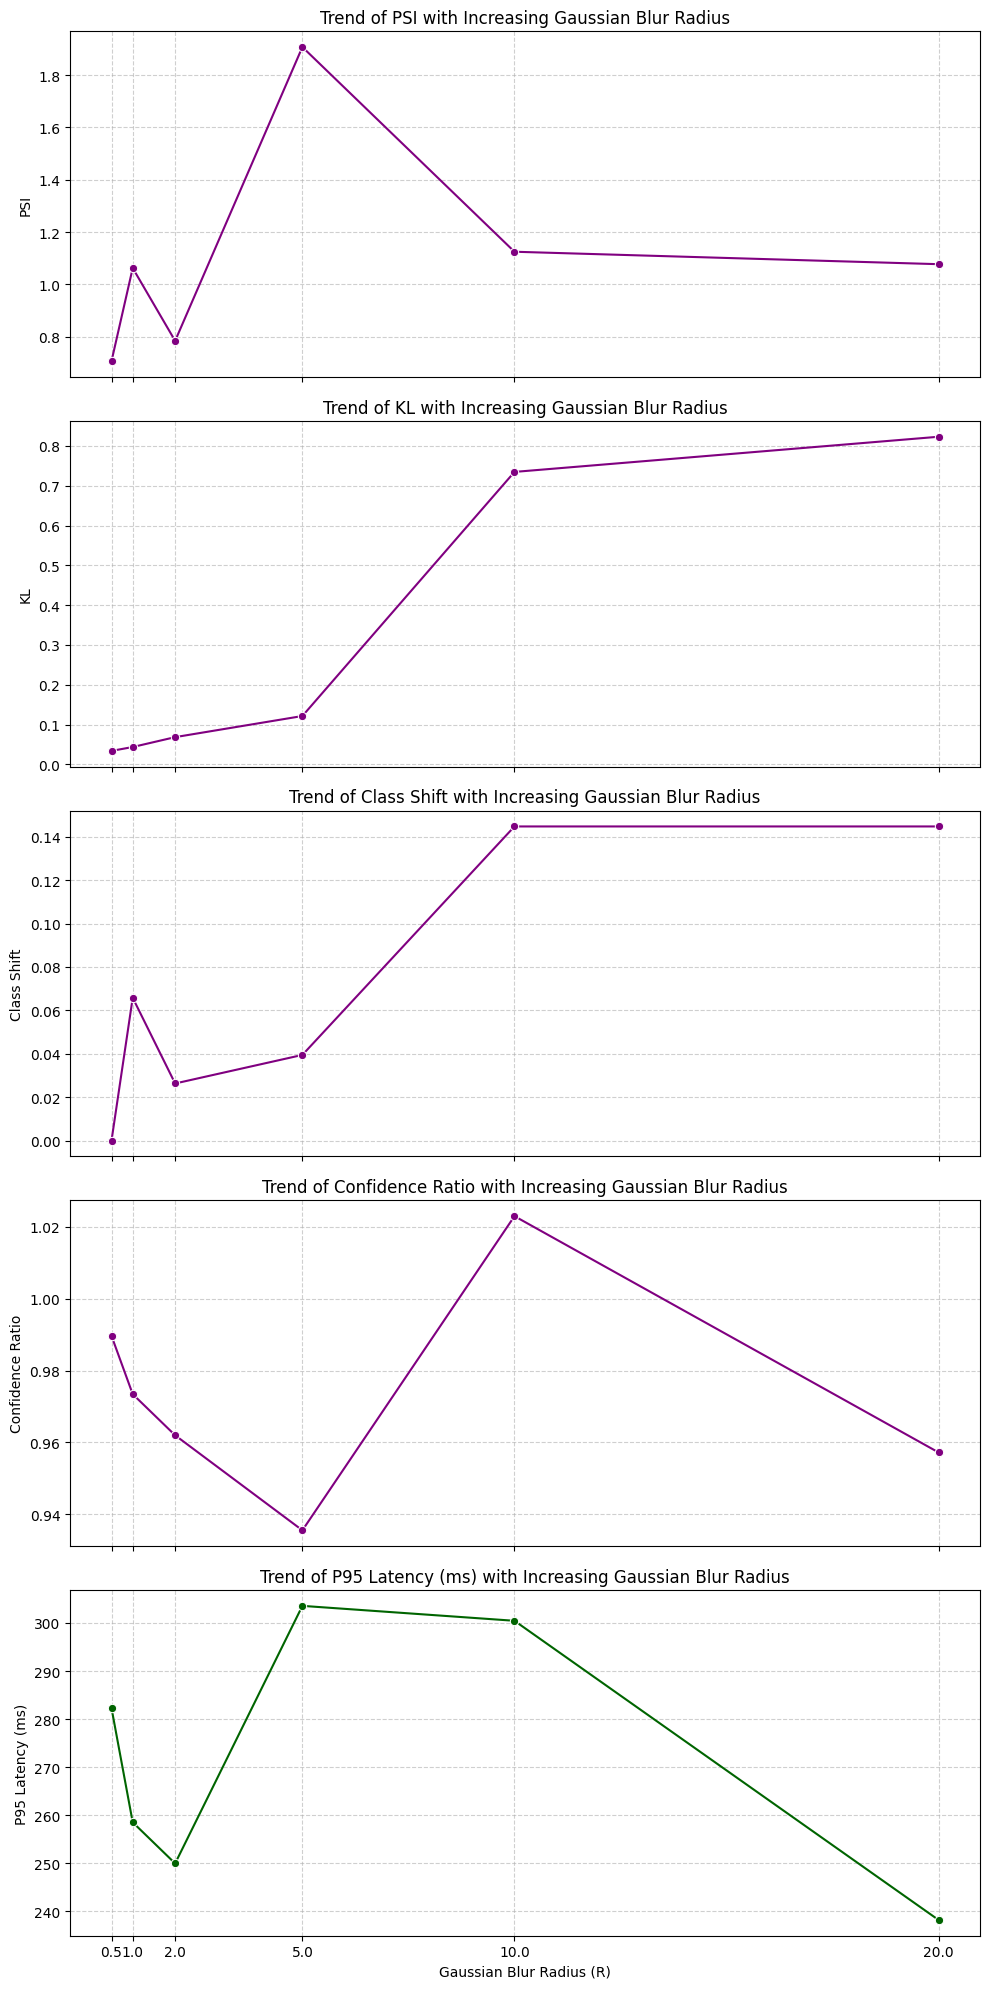 Trend of PSI with Increasing Gaussian Blur Radius
1.8
1.6
1.4
1.2
1.0
0.8
PSI
Trend of KL with Increasing Gaussian Blur Radius
0.8
0.7
0.6
0.5
0.4
0.3
0.2
0.1
0.0
KL
Trend of Class Shift with Increasing Gaussian Blur Radius
0.14
0.12
0.10
0.08
0.06
0.04
0.02
0.00
Class Shift
Trend of Confidence Ratio with Increasing Gaussian Blur Radius
1.02
1.00
0.98
0.96
0.94
Confidence Ratio
Trend of P95 Latency (ms) with Increasing Gaussian Blur Radius
300
290
280
270
260
250
240
P95 Latency (ms)
0.5 1.0 2.0 5.0 10.0 20.0
Gaussian Blur Radius (R)